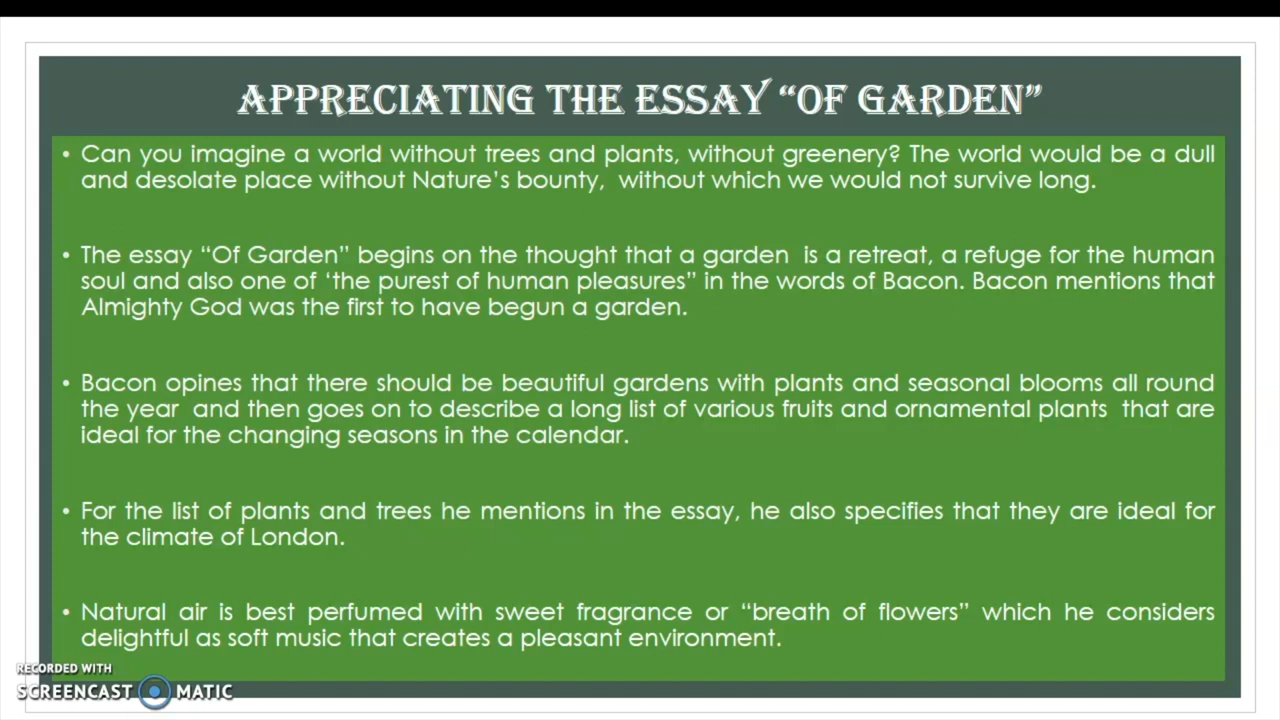 APPRECIATING THE ESSAY “OF GARDEN”
• Can you imagine a world without trees and plants, without greenery? The world would be a dull
and desolate place without Nature’s bounty, without which we would not survive long.
• The essay “Of Garden” begins on the thought that a garden is a retreat, a refuge for the human
soul and also one of ‘the purest of human pleasures” in the words of Bacon. Bacon mentions that
Almighty God was the first to have begun a garden.
• Bacon opines that there should be beautiful gardens with plants and seasonal blooms all round
the year and then goes on to describe a long list of various fruits and ornamental plants that are
ideal for the changing seasons in the calendar.
• For the list of plants and trees he mentions in the essay, he also specifies that they are ideal for
the climate of London.
• Natural air is best perfumed with sweet fragrance or “breath of flowers” which he considers
delightful as soft music that creates a pleasant environment.
RECORDED WITH
SCREENCAST MATIC